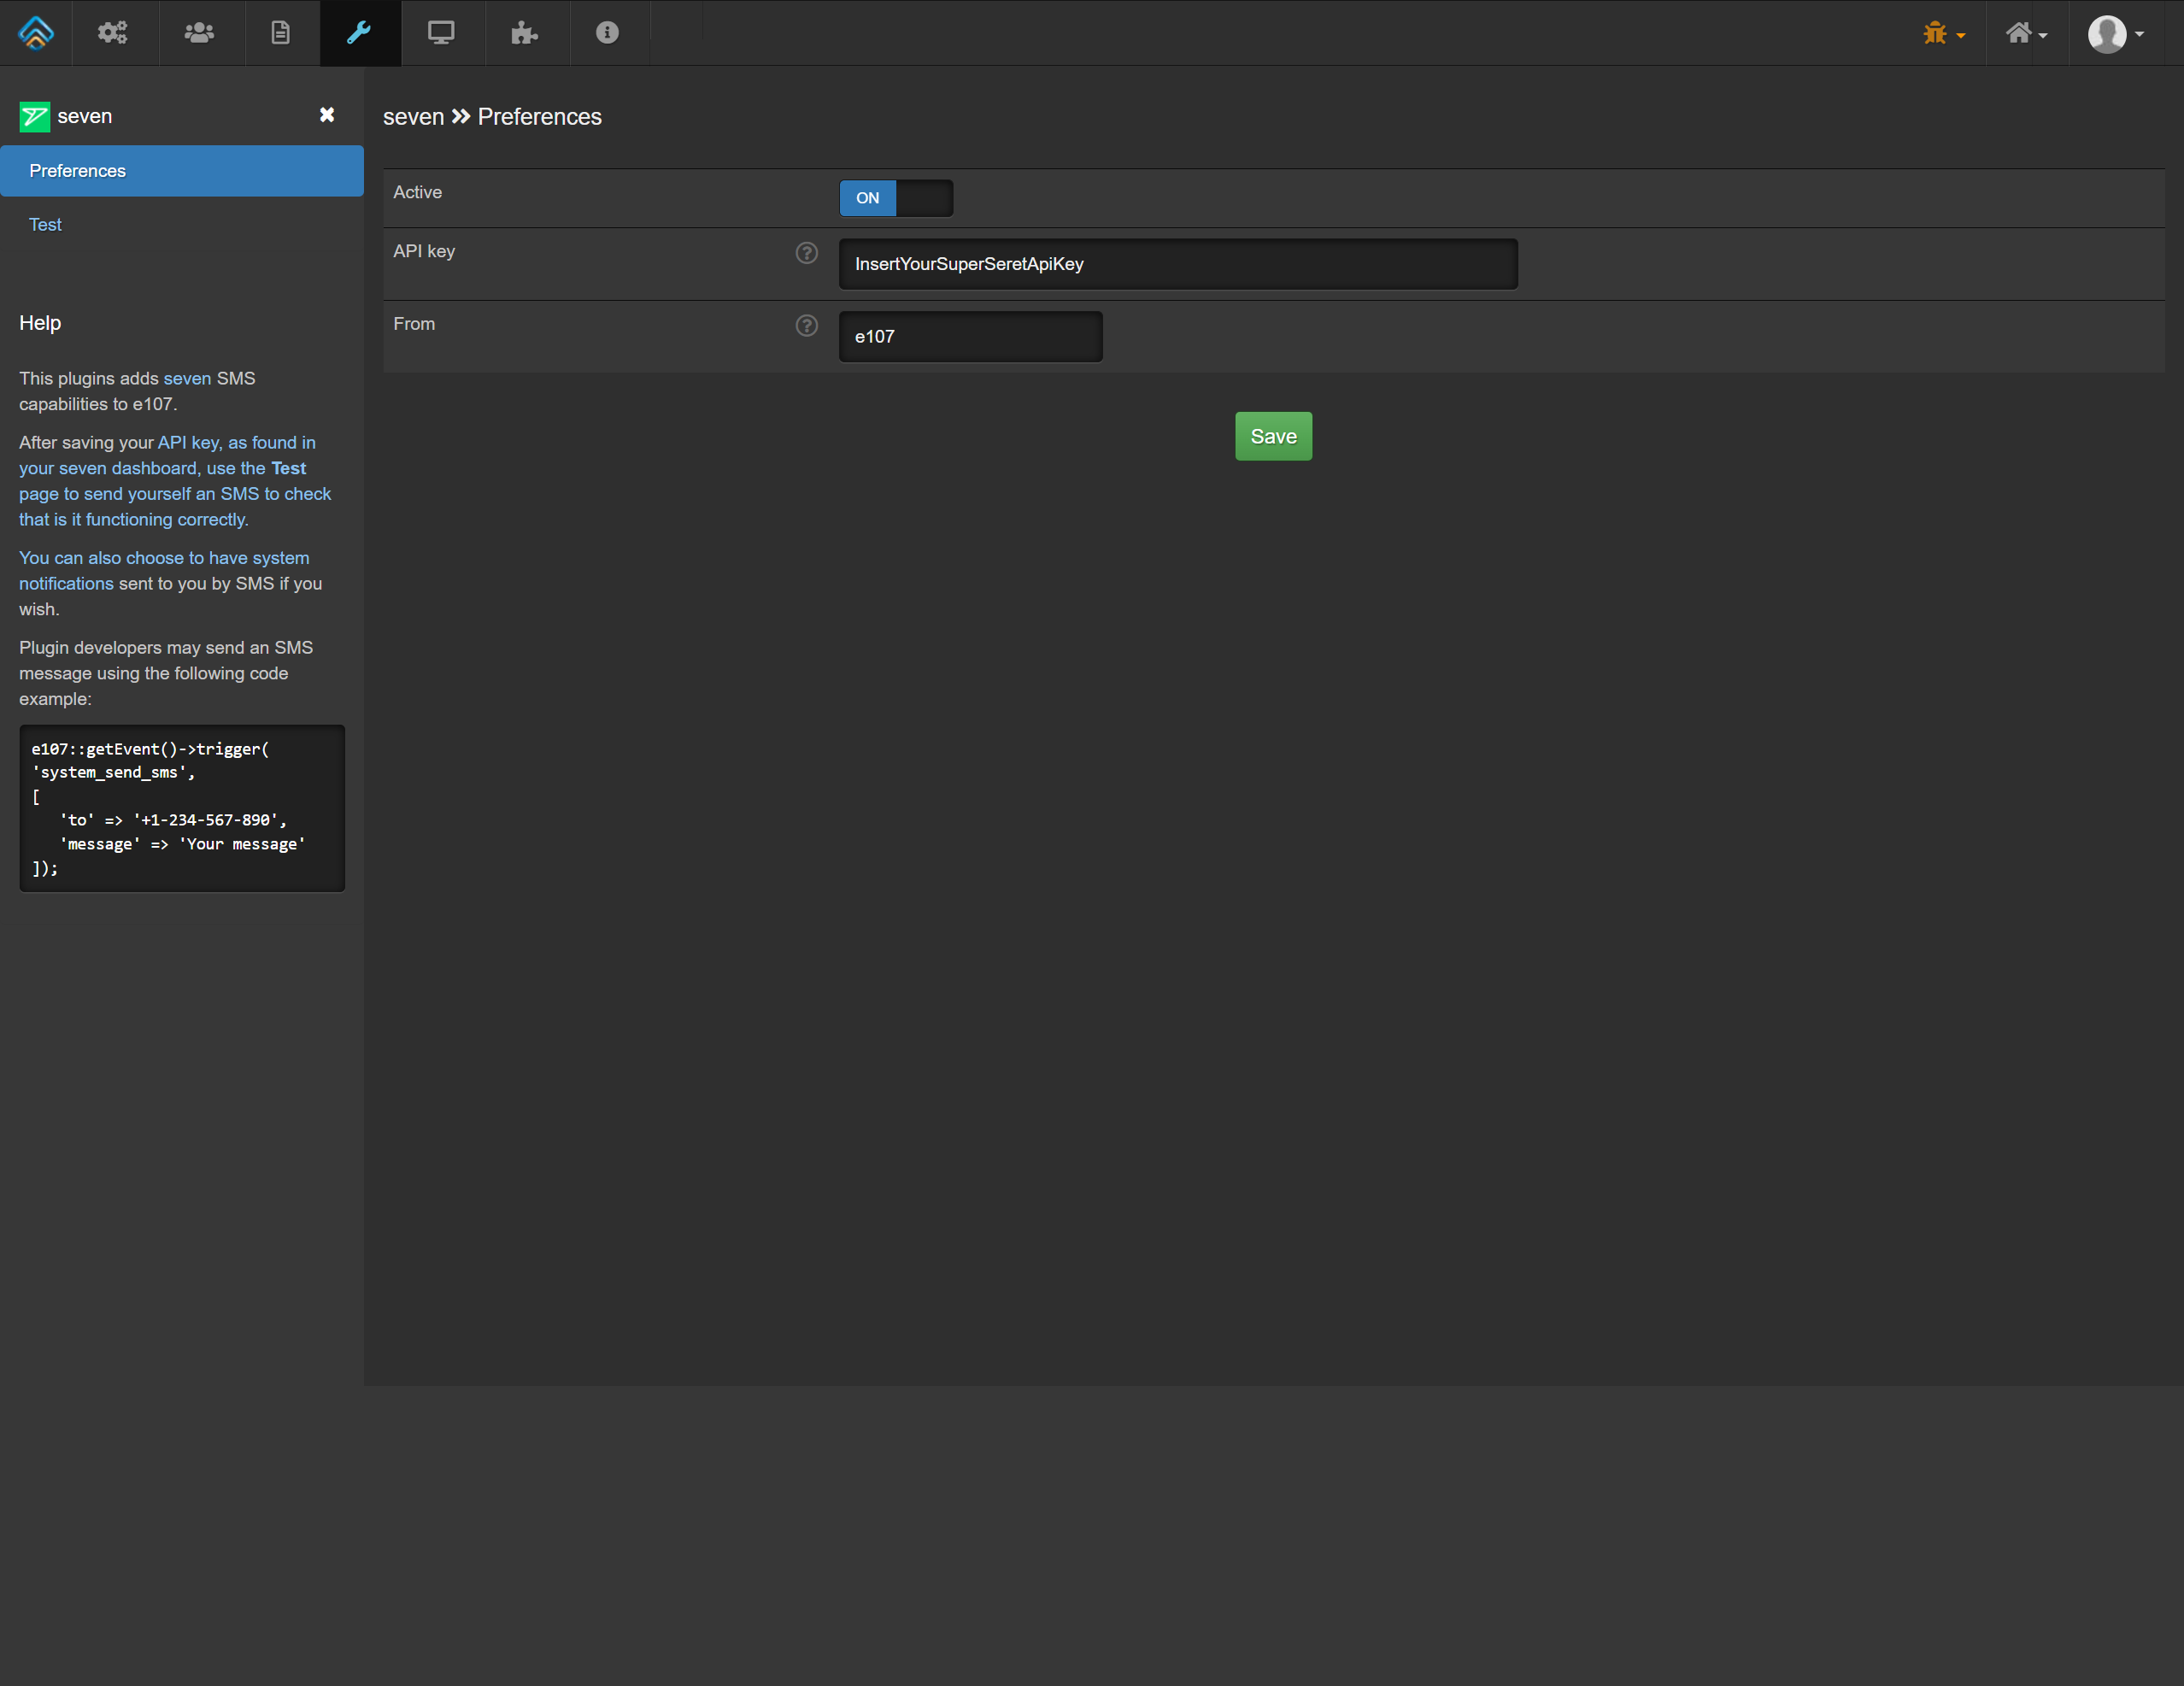 seven
Preferences
Test
Help
This plugins adds seven SMS
capabilities to e107.
After saving your API key, as found in
your seven dashboard, use the Test
page to send yourself an SMS to check
that is it functioning correctly.
You can also choose to have system
notifications sent to you by SMS if you
wish.
Plugin developers may send an SMS
message using the following code
example:
e107::getEvent()->trigger(
'system_send_sms',
[
   'to' => '+1-234-567-890',
   'message' => 'Your message'
]);
seven » Preferences
Active
ON
API key
InsertYourSuperSeretApiKey
From
e107
Save